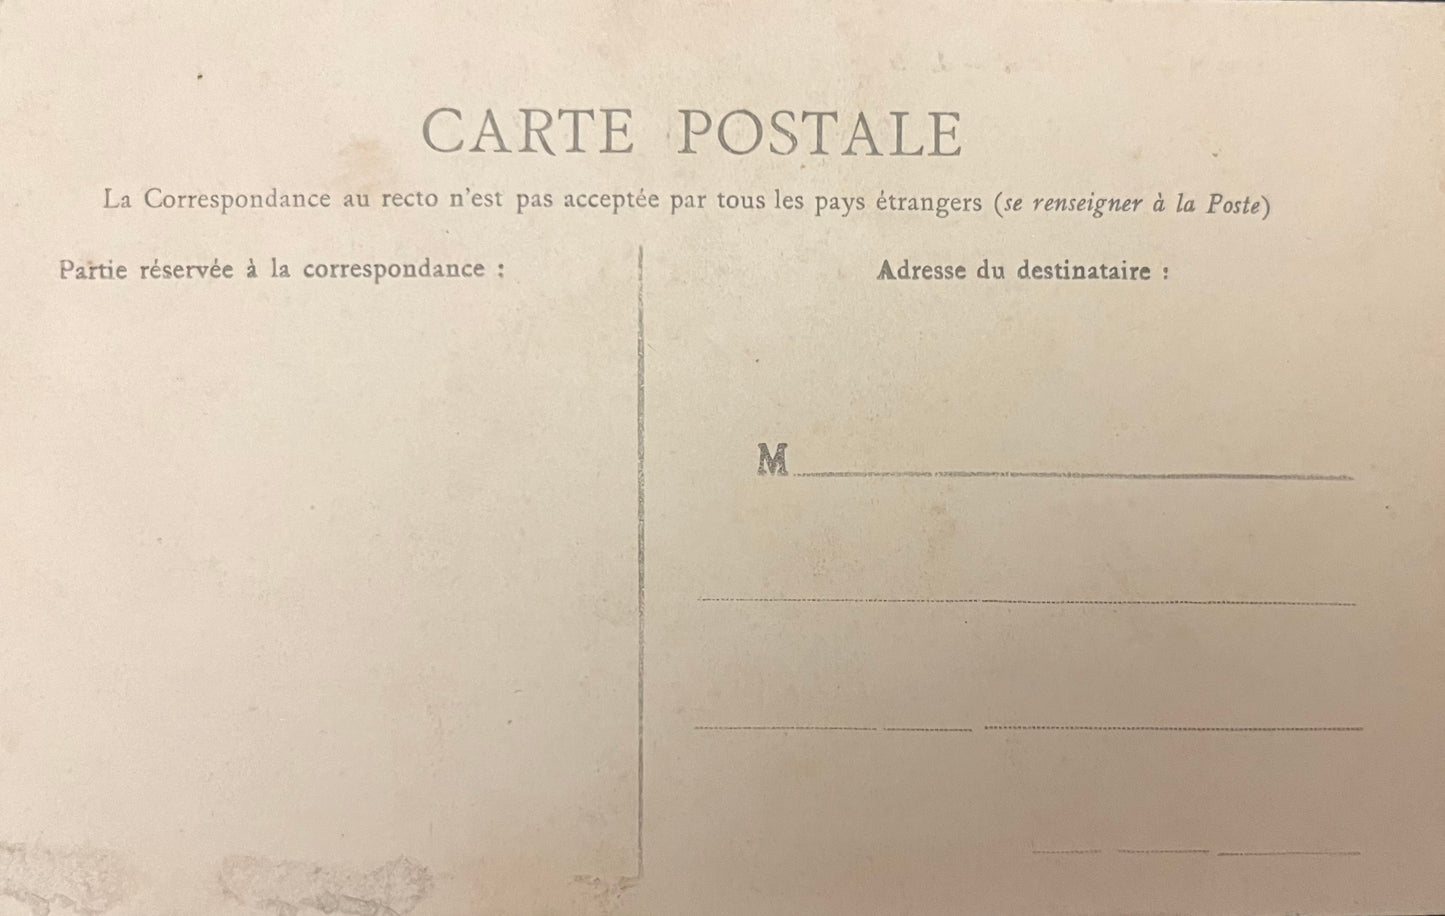 CARTE POSTALE
La Correspondance au recto n'est pas acceptée par tous les pays étrangers (se renseigner à la Poste)
Partie réservée à la correspondance :
Adresse du destinataire :
M